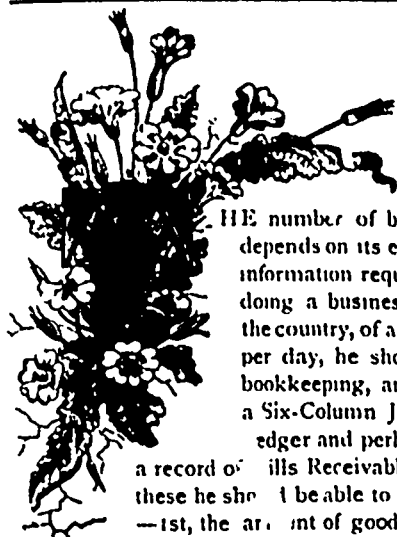 HE number of b
depends on its e
information requ
doing a busines
the country, of a
per day, he sho
bookkeeping, an
a Six-Column J
edger and perh
a record of ills Receivabl
these he sho t be able to
—1st, the an nt of good